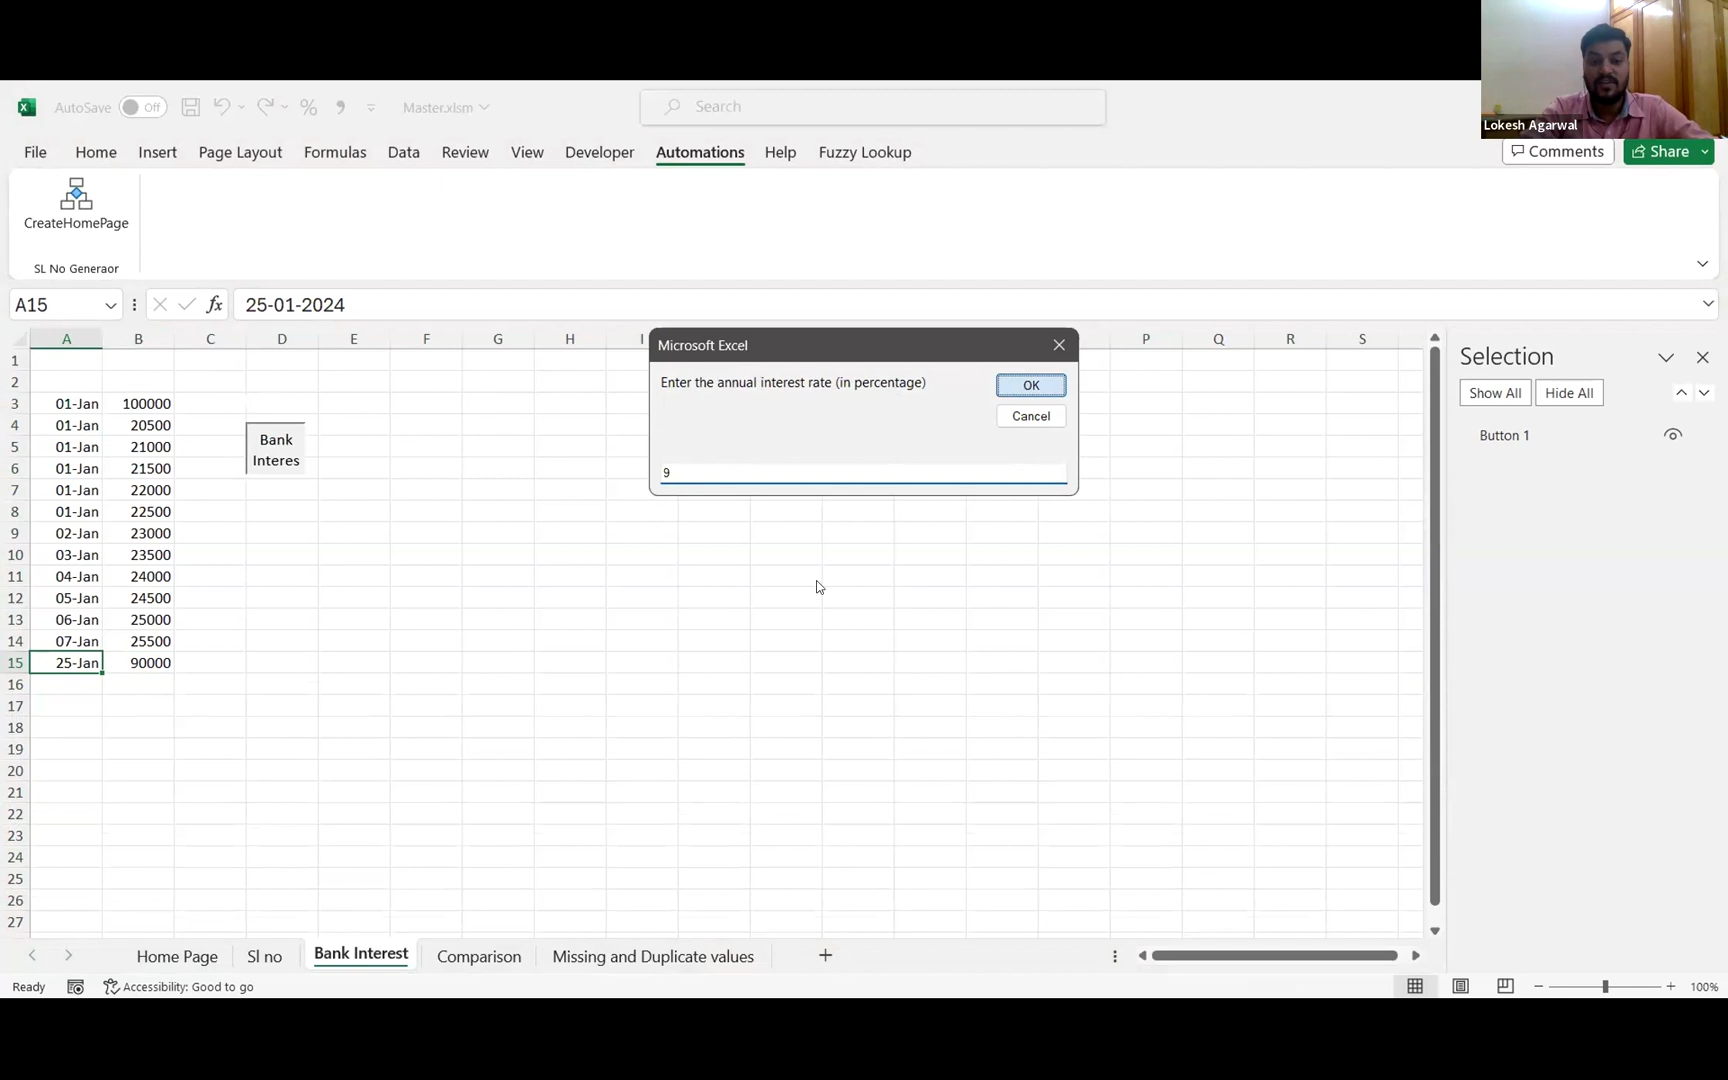 Lokesh Agarwal
AutoSave Off Master.xlsm Search
File Home Insert Page Layout Formulas Data Review View Developer Automations Help Fuzzy Lookup Comments Share
CreateHomePage
SL No Generaor
A15 fx 25-01-2024
A B C D E F G H I P Q R S
1
2
3 01-Jan 100000
4 01-Jan 20500
5 01-Jan 21000
6 01-Jan 21500
7 01-Jan 22000
8 01-Jan 22500
9 02-Jan 23000
10 03-Jan 23500
11 04-Jan 24000
12 05-Jan 24500
13 06-Jan 25000
14 07-Jan 25500
15 25-Jan 90000
16
17
18
19
20
21
22
23
24
25
26
27
Bank
Interes
Microsoft Excel
Enter the annual interest rate (in percentage)
OK
Cancel
9
Selection
Show All Hide All
Button 1
Home Page Sl no Bank Interest Comparison Missing and Duplicate values
Ready Accessibility: Good to go 100%